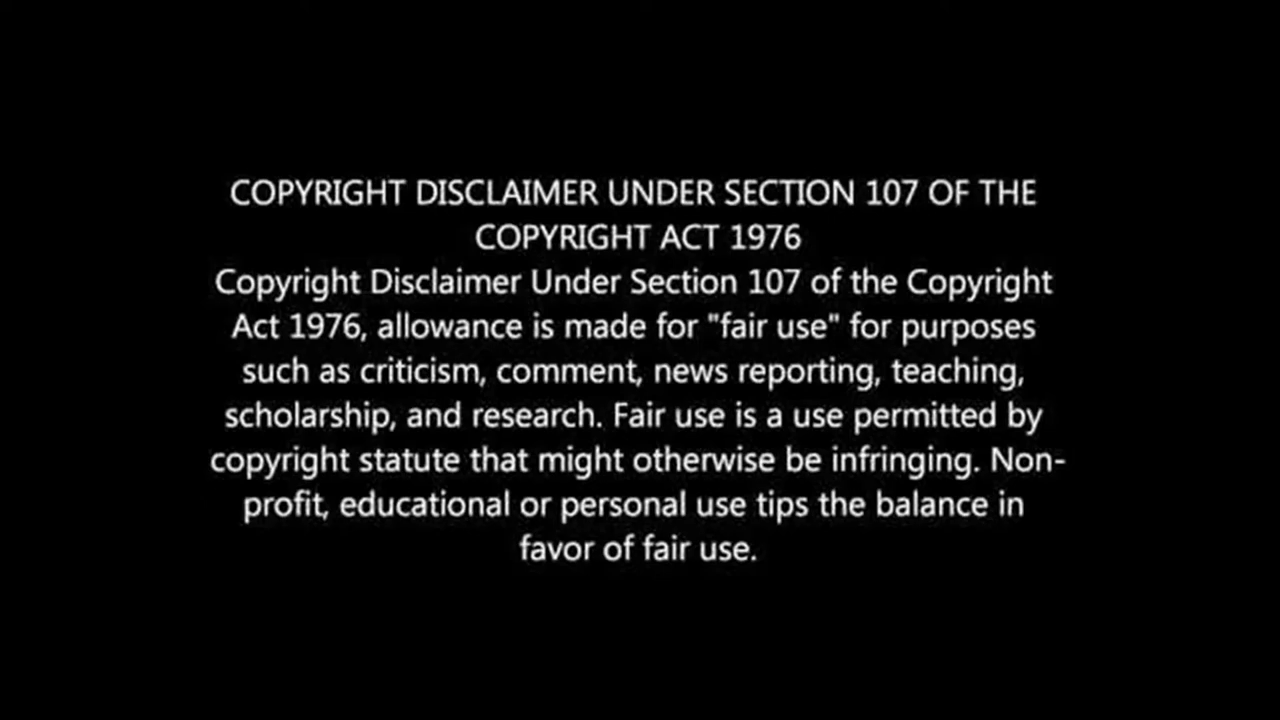 COPYRIGHT DISCLAIMER UNDER SECTION 107 OF THE
COPYRIGHT ACT 1976
Copyright Disclaimer Under Section 107 of the Copyright
Act 1976, allowance is made for "fair use" for purposes
such as criticism, comment, news reporting, teaching,
scholarship, and research. Fair use is a use permitted by
copyright statute that might otherwise be infringing. Non-
profit, educational or personal use tips the balance in
favor of fair use.